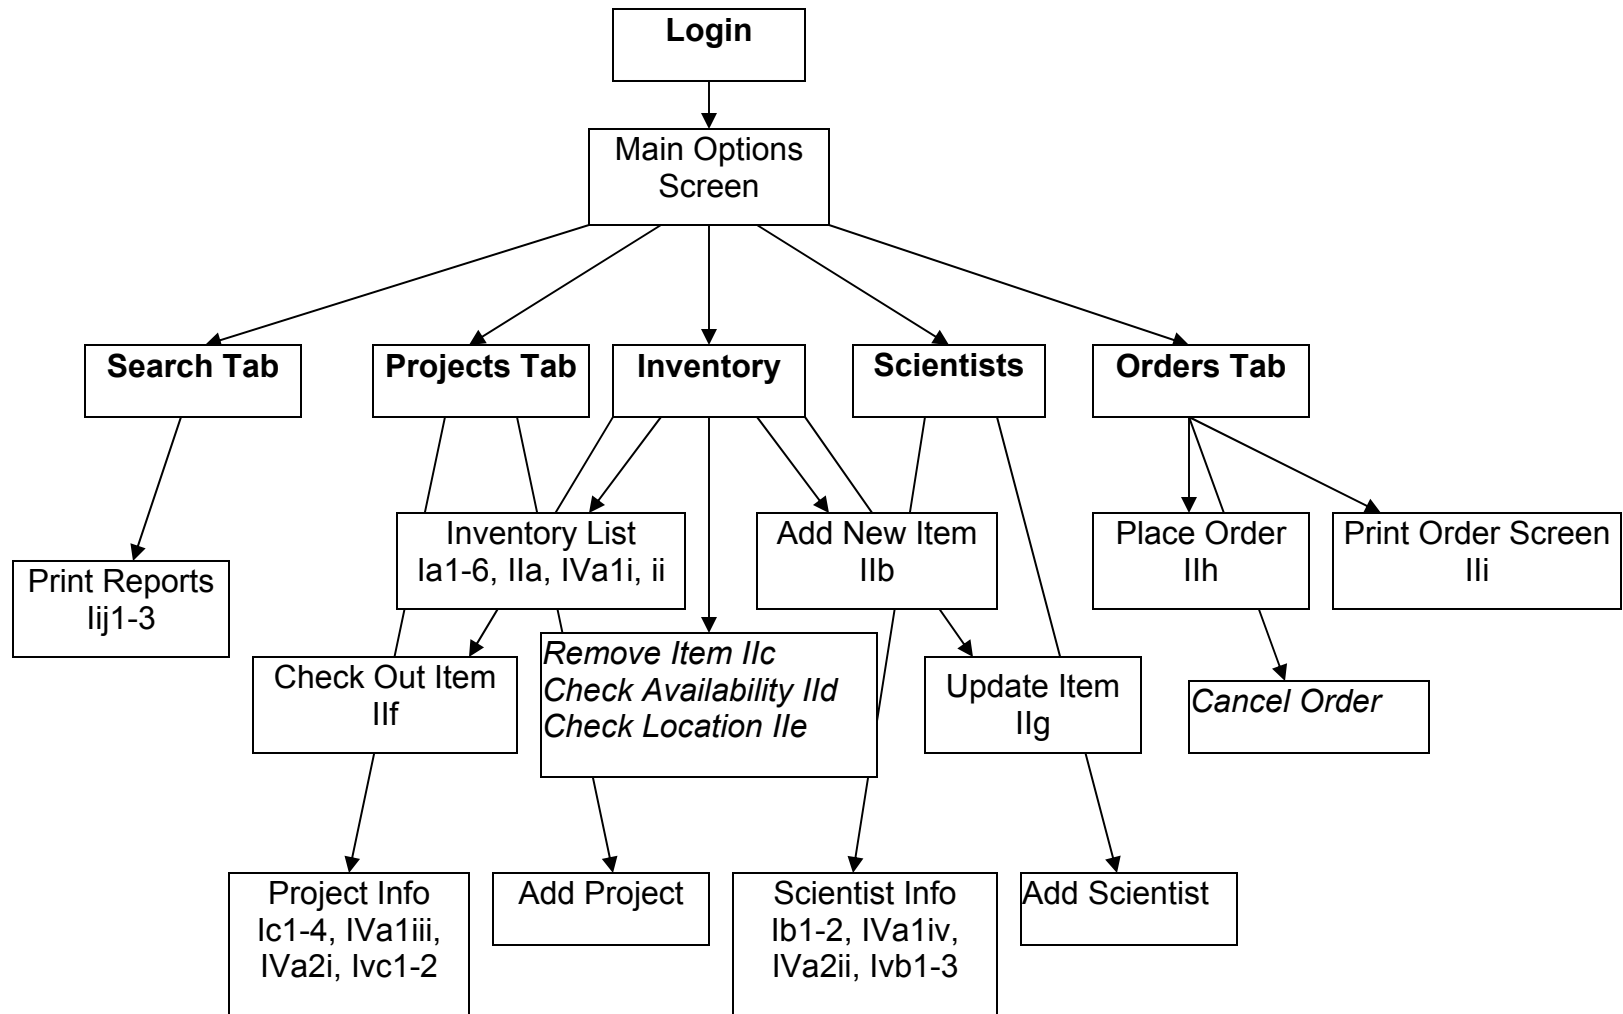 Login
Main Options
Screen
Search Tab
Projects Tab
Inventory
Scientists
Orders Tab
Inventory List
Ia1-6, IIa, IVa1i, ii
Add New Item
IIb
Place Order
IIh
Print Order Screen
IIi
Print Reports
Iij1-3
Check Out Item
IIf
Remove Item IIc
Check Availability IId
Check Location IIe
Update Item
IIg
Cancel Order
Project Info
Ic1-4, IVa1iii,
IVa2i, Ivc1-2
Add Project
Scientist Info
Ib1-2, IVa1iv,
IVa2ii, Ivb1-3
Add Scientist